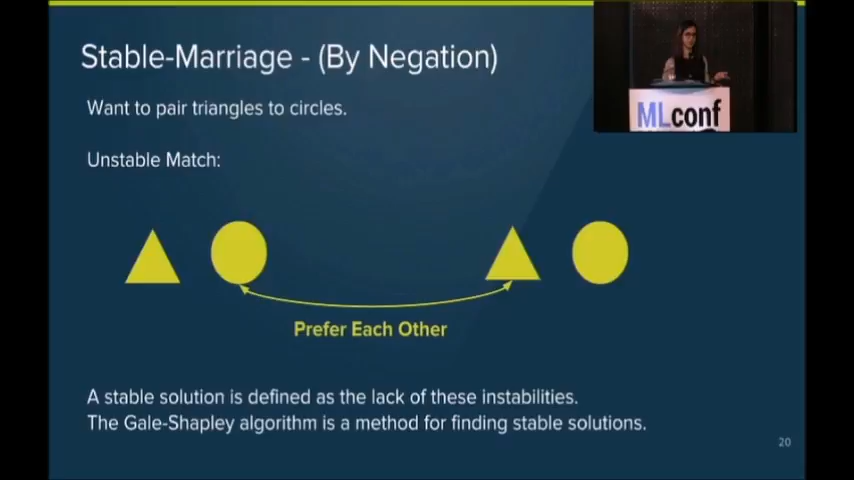 Stable-Marriage - (By Negation)
Want to pair triangles to circles.
MLconf
Unstable Match:
Prefer Each Other
A stable solution is defined as the lack of these instabilities.
The Gale-Shapley algorithm is a method for finding stable solutions.
20